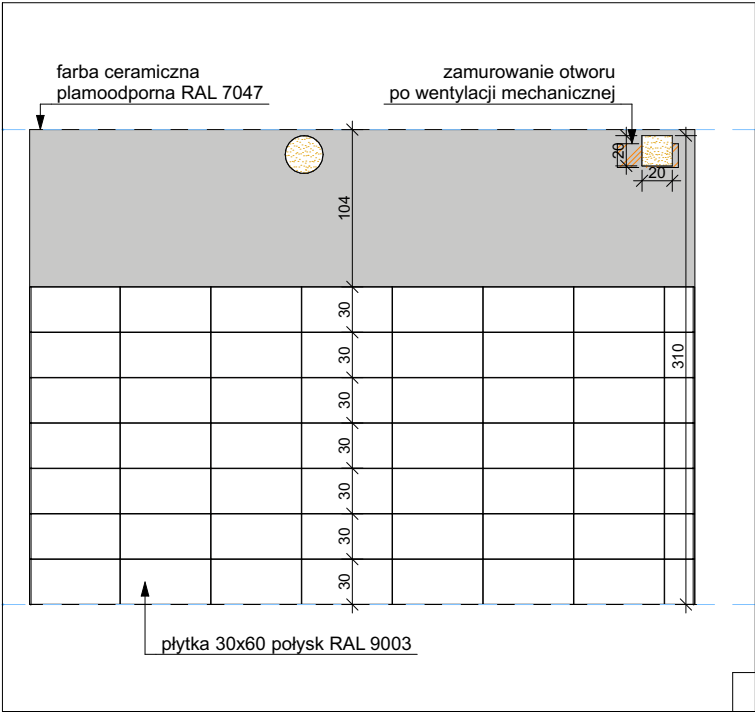 farba ceramiczna
plamoodporna RAL 7047
zamurowanie otworu
po wentylacji mechanicznej
20
20
104
30
30
310
30
30
30
30
30
płytka 30x60 połysk RAL 9003